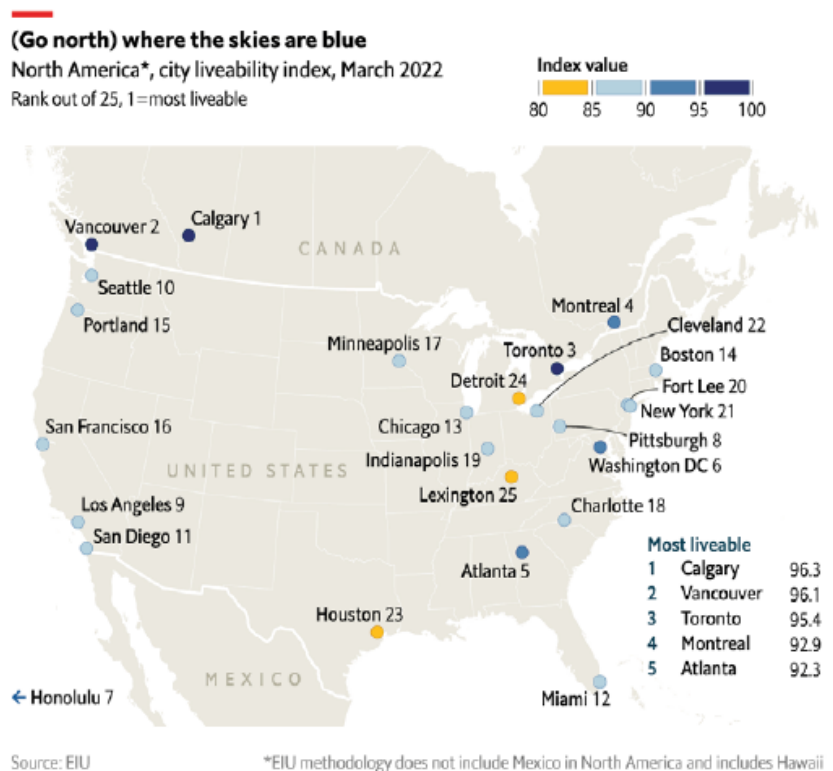 (Go north) where the skies are blue
North America*, city liveability index, March 2022
Rank out of 25, 1=most liveable
Index value
80 85 90 95 100
Vancouver 2
Calgary 1
CANADA
Seattle 10
Portland 15
Montreal 4
Cleveland 22
Minneapolis 17
Toronto 3
Boston 14
Detroit 24
Fort Lee 20
New York 21
San Francisco 16
Chicago 13
Pittsburgh 8
Indianapolis 19
Washington DC 6
UNITED STATES
Lexington 25
Los Angeles 9
Charlotte 18
San Diego 11
Atlanta 5
Houston 23
MEXICO
← Honolulu 7
Miami 12
Most liveable
1 Calgary 96.3
2 Vancouver 96.1
3 Toronto 95.4
4 Montreal 92.9
5 Atlanta 92.3
Source: EIU
*EIU methodology does not include Mexico in North America and includes Hawaii